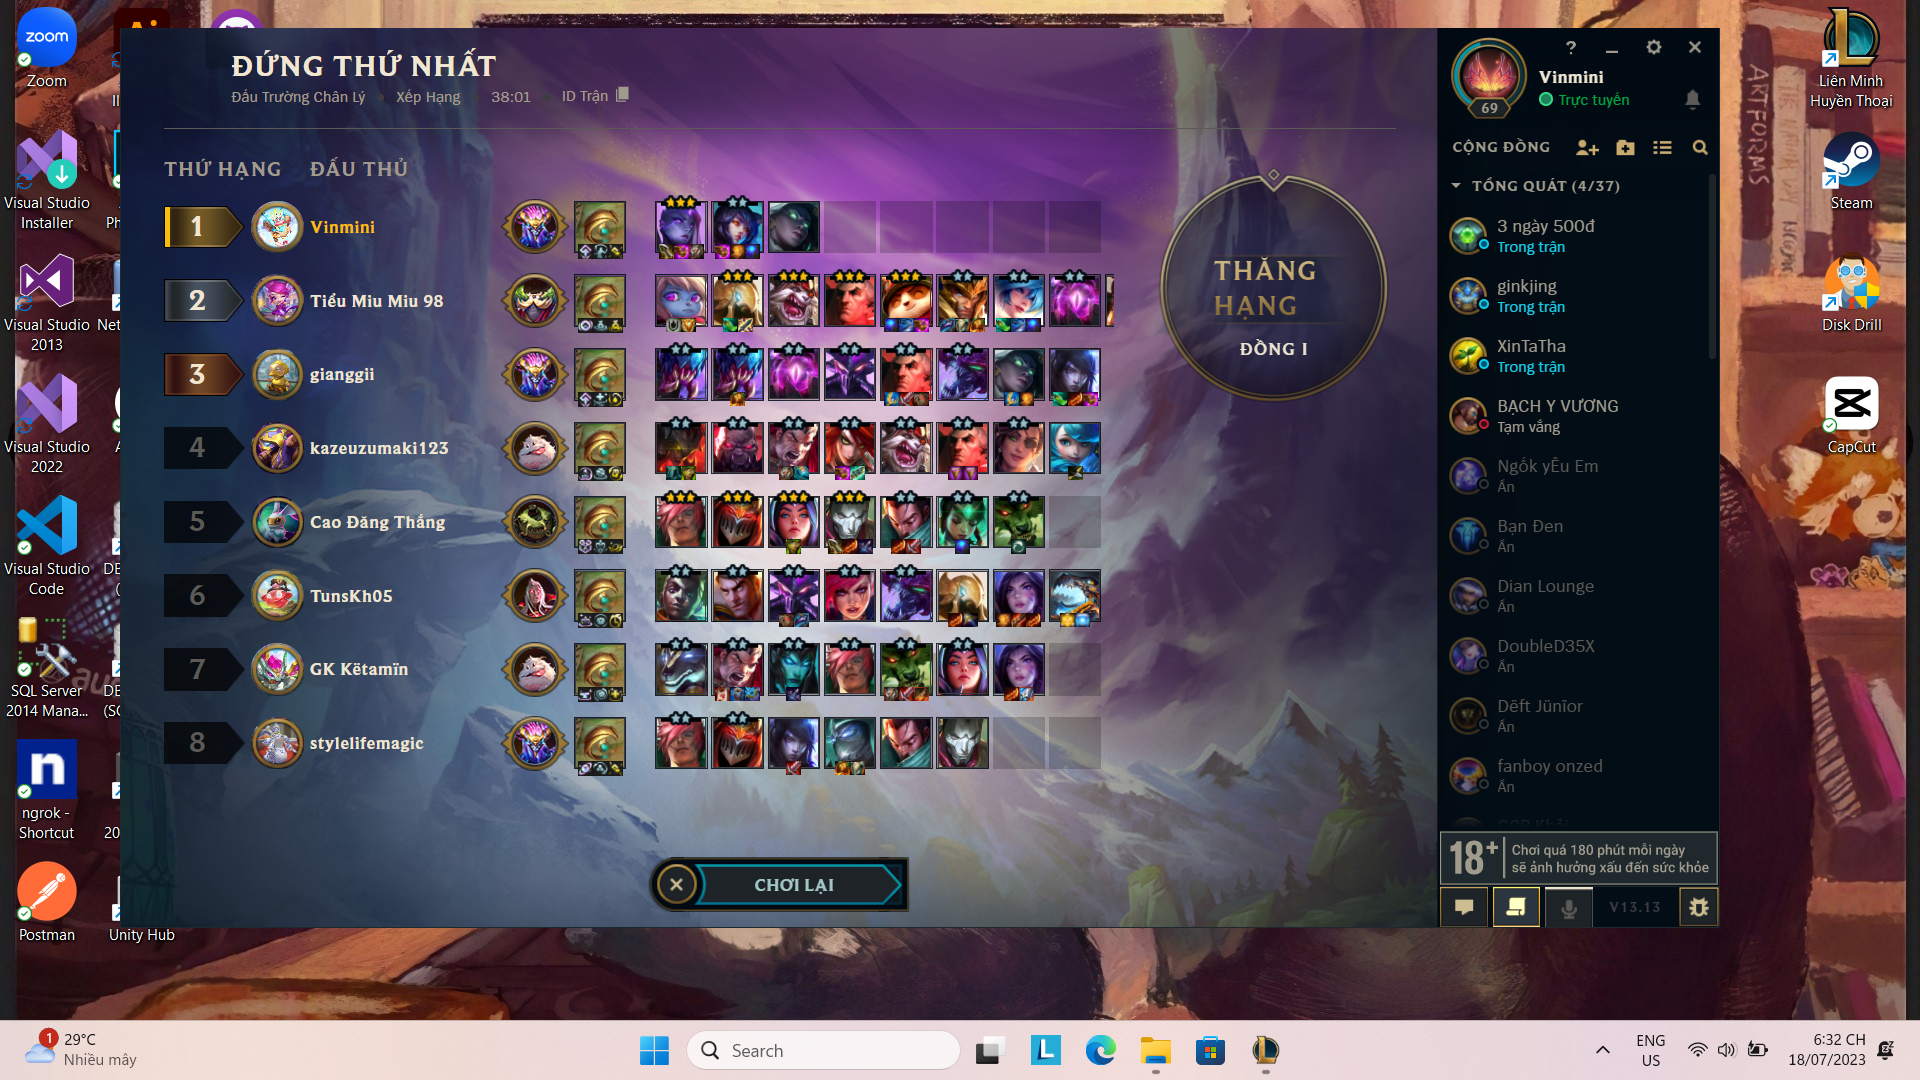 zoom
Zoom
Visual Studio
Installer
Visual Studio
2013
Visual Studio
2022
Visual Studio
Code
SQL Server
2014 Mana...
ngrok -
Shortcut
Postman
Unity Hub
ĐỨNG THỨ NHẤT
Đấu Trường Chân Lý • Xếp Hạng 38:01 ID Trận
THỨ HẠNG ĐẤU THỦ
1 Vinmini
2 Tiểu Miu Miu 98
3 gianggii
4 kazeuzumaki123
5 Cao Đăng Thắng
6 TunsKh05
7 GK Këtamïn
8 stylelifemagic
THĂNG
HẠNG
ĐỒNG I
CHƠI LẠI
69
Vinmini
Trực tuyến
CỘNG ĐỒNG
TỔNG QUÁT (4/37)
3 ngày 500đ
Trong trận
ginkjing
Trong trận
XinTaTha
Trong trận
BẠCH Y VƯƠNG
Tạm vắng
Ngốk yÊu Em
Ẩn
Bạn Đen
Ẩn
Dian Lounge
Ẩn
DoubleD35X
Ẩn
Dēft Jūnīor
Ẩn
fanboy onzed
Ẩn
18+
Chơi quá 180 phút mỗi ngày
sẽ ảnh hưởng xấu đến sức khỏe
V13.13
ARTFORMS
Liên Minh
Huyền Thoại
Steam
Disk Drill
CapCut
1
29°C
Nhiều mây
Search
ENG
US
6:32 CH
18/07/2023